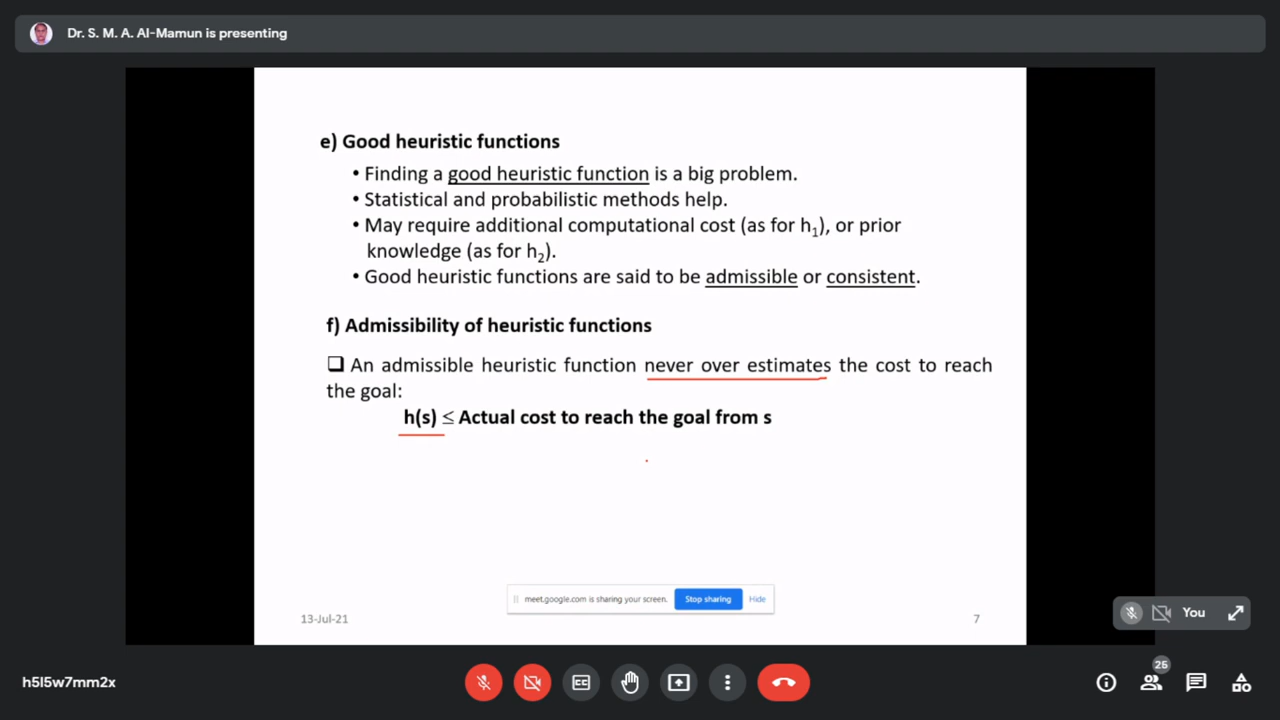 Dr. S. M. A. Al-Mamun is presenting
e) Good heuristic functions
• Finding a good heuristic function is a big problem.
• Statistical and probabilistic methods help.
• May require additional computational cost (as for h₁), or prior
knowledge (as for h₂).
• Good heuristic functions are said to be admissible or consistent.
f) Admissibility of heuristic functions
❑ An admissible heuristic function never over estimates the cost to reach
the goal:
h(s) ≤ Actual cost to reach the goal from s
meet.google.com is sharing your screen. Stop sharing Hide
13-Jul-21 7
You
25
h5l5w7mm2x